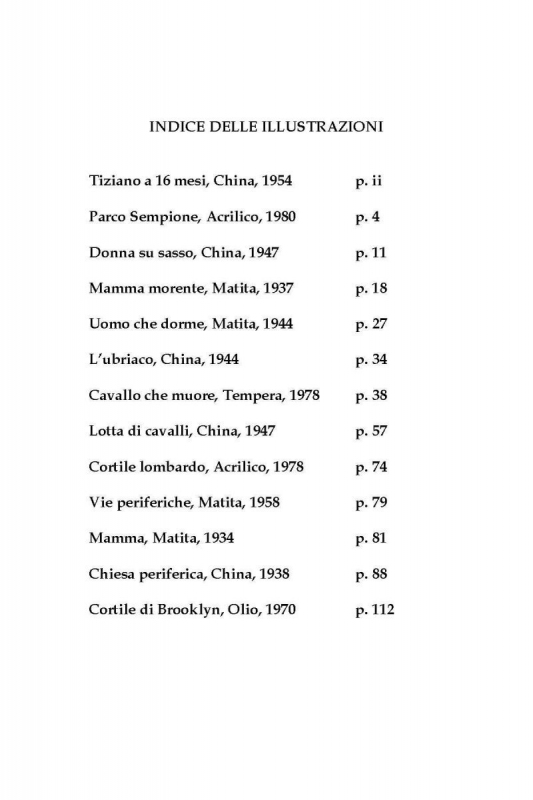 INDICE DELLE ILLUSTRAZIONI
Tiziano a 16 mesi, China, 1954 p. ii
Parco Sempione, Acrilico, 1980 p. 4
Donna su sasso, China, 1947 p. 11
Mamma morente, Matita, 1937 p. 18
Uomo che dorme, Matita, 1944 p. 27
L'ubriaco, China, 1944 p. 34
Cavallo che muore, Tempera, 1978 p. 38
Lotta di cavalli, China, 1947 p. 57
Cortile lombardo, Acrilico, 1978 p. 74
Vie periferiche, Matita, 1958 p. 79
Mamma, Matita, 1934 p. 81
Chiesa periferica, China, 1938 p. 88
Cortile di Brooklyn, Olio, 1970 p. 112